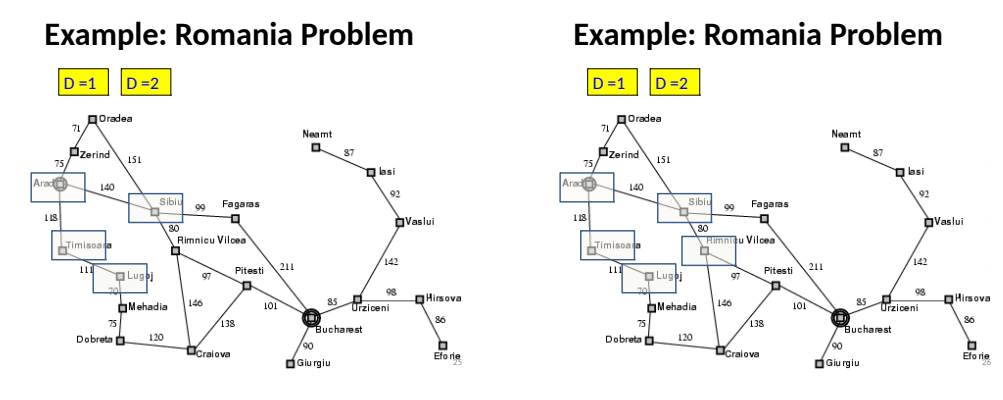 Example: Romania Problem
D =1 D =2
Oradea
71
Neamt
Zerind
87
151
75
Iasi
Arad
140
92
Sibiu
Fagaras
99
118
Vaslui
80
Timisoara
Rimnicu Vilcea
142
111
Pitesti
211
Lugoj
97
70
98
Hirsova
85
146
101
Urziceni
Mehadia
86
75
138
Bucharest
Dobreta
120
90
Craiova
Eforie
Giurgiu
25
Example: Romania Problem
D =1 D =2
Oradea
71
Neamt
Zerind
87
151
75
Iasi
Arad
140
92
Sibiu
Fagaras
99
118
Vaslui
80
Timisoara
Rimnicu Vilcea
142
111
Pitesti
211
Lugoj
97
70
98
Hirsova
85
146
101
Urziceni
Mehadia
86
75
138
Bucharest
Dobreta
120
90
Craiova
Eforie
Giurgiu
26